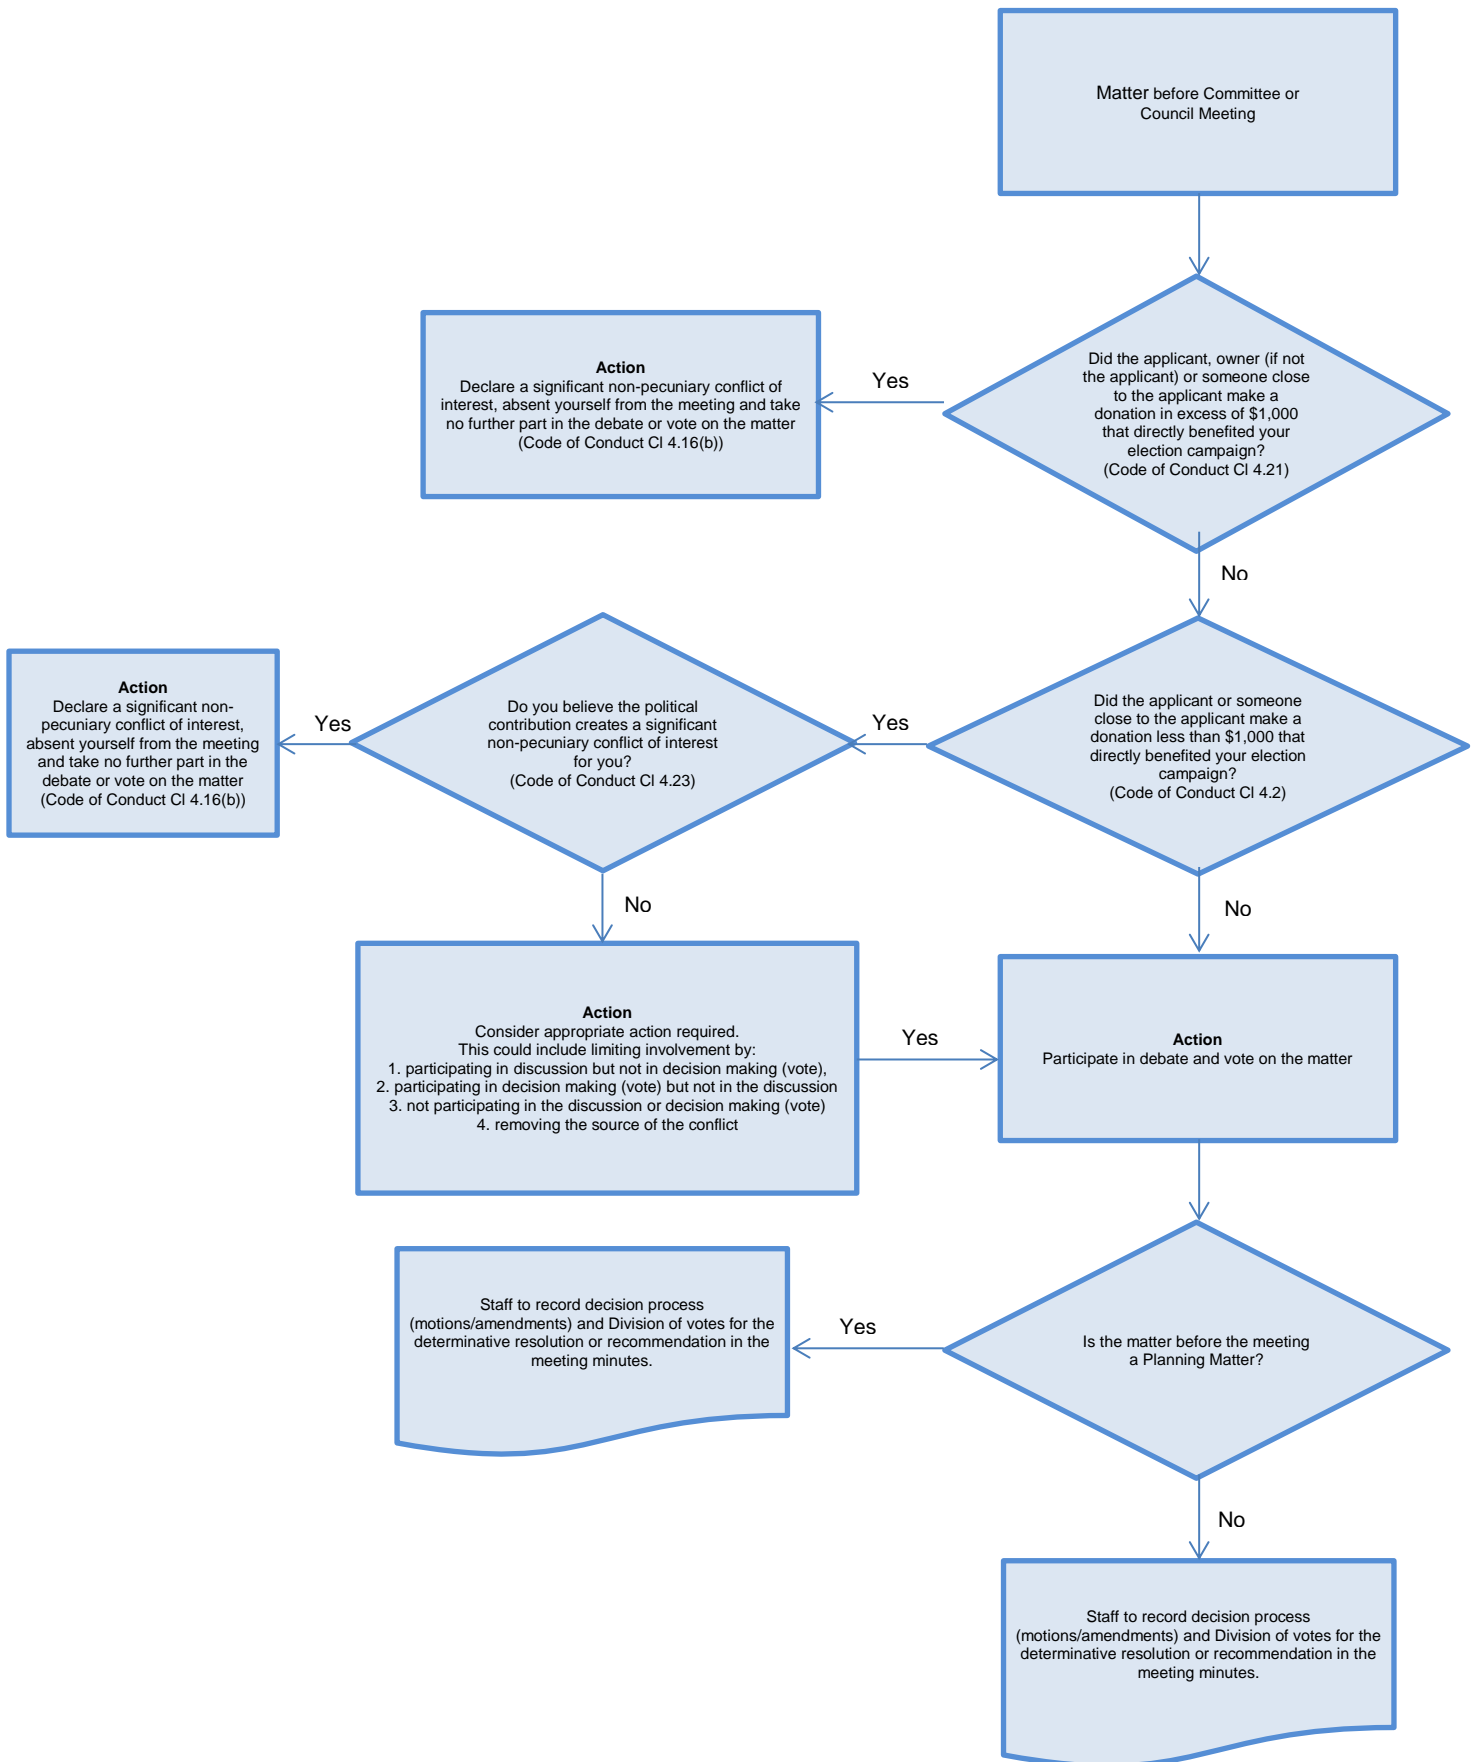 Matter before Committee or
Council Meeting
Did the applicant, owner (if not
the applicant) or someone close
to the applicant make a
donation in excess of $1,000
that directly benefited your
election campaign?
(Code of Conduct Cl 4.21)
Yes
Action
Declare a significant non-pecuniary conflict of
interest, absent yourself from the meeting and take
no further part in the debate or vote on the matter
(Code of Conduct Cl 4.16(b))
No
Did the applicant or someone
close to the applicant make a
donation less than $1,000 that
directly benefited your election
campaign?
(Code of Conduct Cl 4.2)
Yes
Do you believe the political
contribution creates a significant
non-pecuniary conflict of interest
for you?
(Code of Conduct Cl 4.23)
Yes
Action
Declare a significant non-
pecuniary conflict of interest,
absent yourself from the meeting
and take no further part in the
debate or vote on the matter
(Code of Conduct Cl 4.16(b))
No
No
Action
Consider appropriate action required.
This could include limiting involvement by:
1. participating in discussion but not in decision making (vote),
2. participating in decision making (vote) but not in the discussion
3. not participating in the discussion or decision making (vote)
4. removing the source of the conflict
Yes
Action
Participate in debate and vote on the matter
Is the matter before the meeting
a Planning Matter?
Yes
Staff to record decision process
(motions/amendments) and Division of votes for the
determinative resolution or recommendation in the
meeting minutes.
No
Staff to record decision process
(motions/amendments) and Division of votes for the
determinative resolution or recommendation in the
meeting minutes.